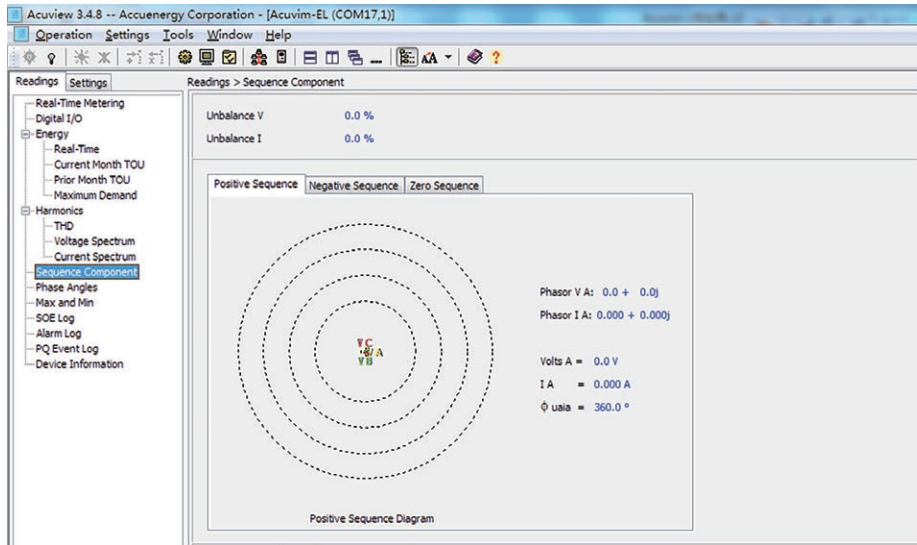 Acuview 3.4.8 -- Accuenergy Corporation - [Acuvim-EL (COM17,1)]
Operation Settings Tools Window Help
Readings Settings
Real-Time Metering
Digital I/O
Energy
Real-Time
Current Month TOU
Prior Month TOU
Maximum Demand
Harmonics
THD
Voltage Spectrum
Current Spectrum
Sequence Component
Phase Angles
Max and Min
SOE Log
Alarm Log
PQ Event Log
Device Information
Readings > Sequence Component
Unbalance V 0.0 %
Unbalance I 0.0 %
Positive Sequence Negative Sequence Zero Sequence
V C
V A
V B
Phasor V A: 0.0 + 0.0j
Phasor I A: 0.000 + 0.000j
Volts A = 0.0 V
I A = 0.000 A
ϕ uaia = 360.0 °
Positive Sequence Diagram